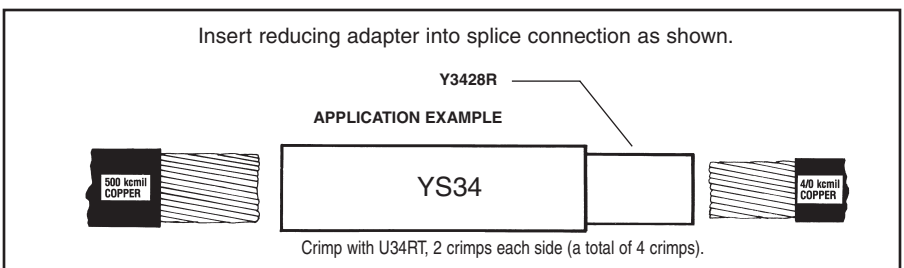 Insert reducing adapter into splice connection as shown.
Y3428R
APPLICATION EXAMPLE
500 kcmil
COPPER
YS34
4/0 kcmil
COPPER
Crimp with U34RT, 2 crimps each side (a total of 4 crimps).